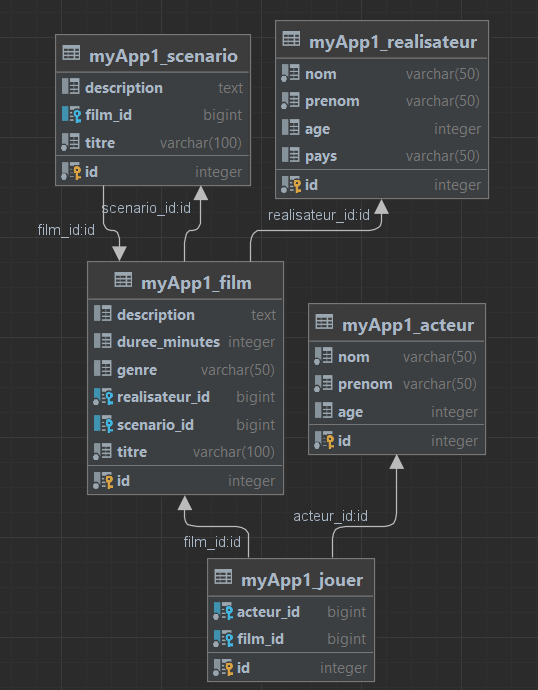 myApp1_scenario
description text
film_id bigint
titre varchar(100)
id integer
myApp1_realisateur
nom varchar(50)
prenom varchar(50)
age integer
pays varchar(50)
id integer
scenario_id:id
realisateur_id:id
film_id:id
myApp1_film
description text
duree_minutes integer
genre varchar(50)
realisateur_id bigint
scenario_id bigint
titre varchar(100)
id integer
myApp1_acteur
nom varchar(50)
prenom varchar(50)
age integer
id integer
acteur_id:id
film_id:id
myApp1_jouer
acteur_id bigint
film_id bigint
id integer